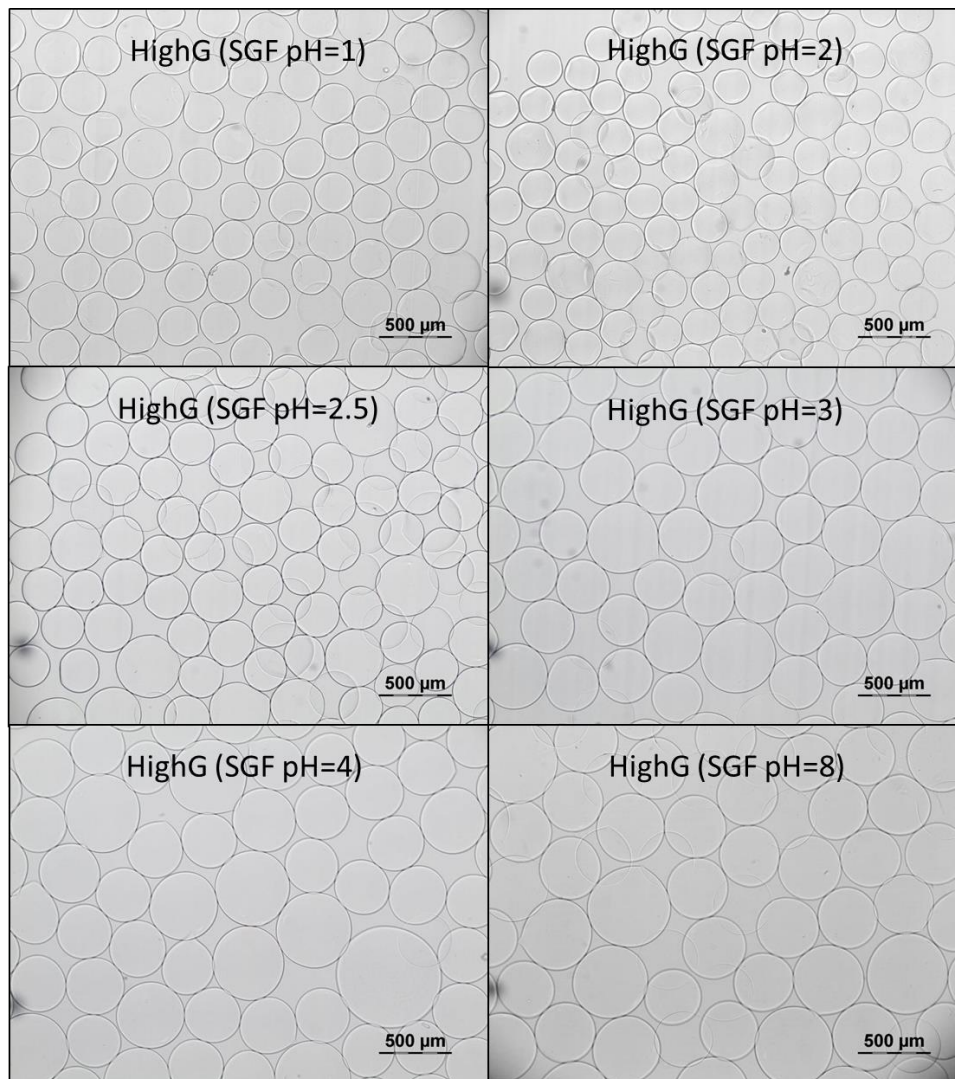 HighG (SGF pH=1)
500 µm
HighG (SGF pH=2)
500 µm
HighG (SGF pH=2.5)
500 µm
HighG (SGF pH=3)
500 µm
HighG (SGF pH=4)
500 µm
HighG (SGF pH=8)
500 µm